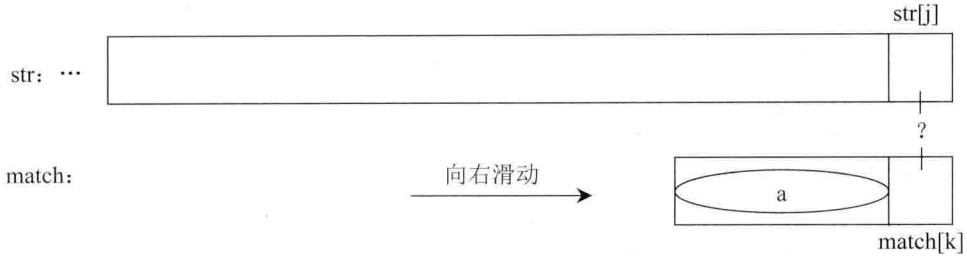 str[j]
str: …
?
match:
向右滑动
a
match[k]